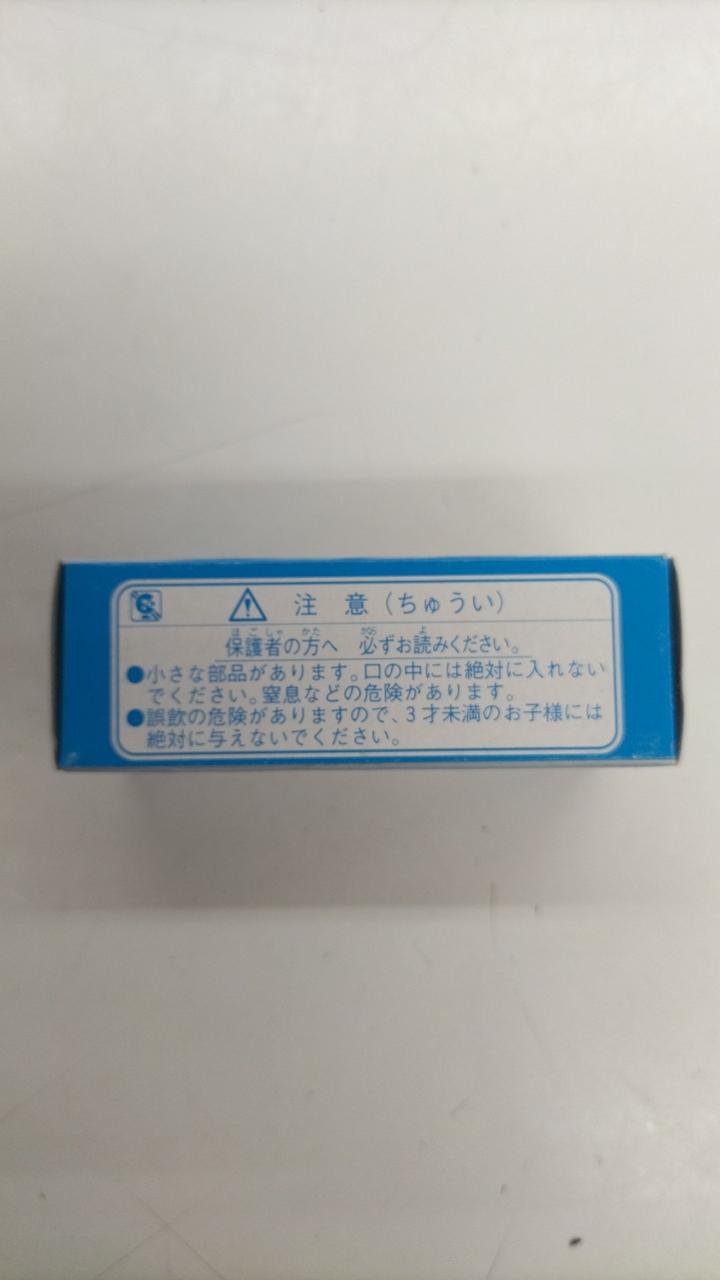 注 意(ちゅうい)
保護者の方へ 必ずお読みください。
●小さな部品があります。口の中には絶対に入れない
でください。窒息などの危険があります。
●誤飲の危険がありますので、3才未満のお子様には
絶対に与えないでください。